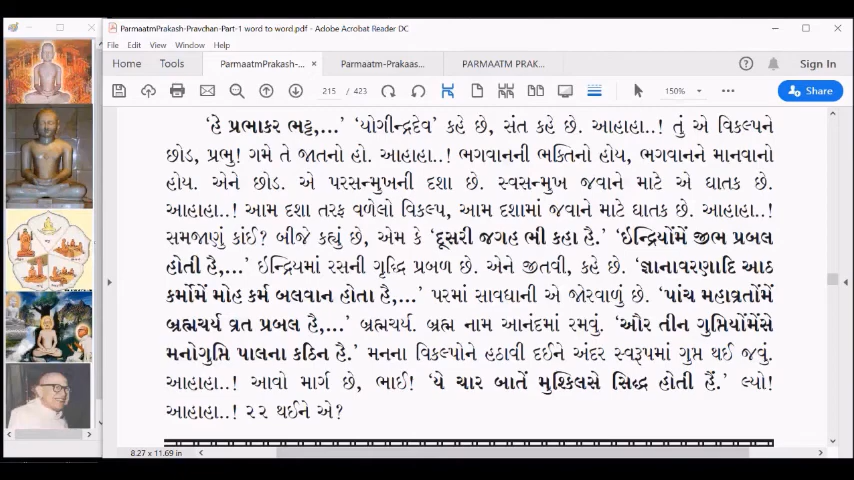 ParmaatmPrakash-Pravchan-Part-1 word to word.pdf - Adobe Acrobat Reader DC
File Edit View Window Help
Home Tools ParmaatmPrakash-... × Parmaatm-Prakaas... PARMAATM PRAK... Sign In
215 / 423 150% Share
‘હે પ્રભાકર ભટ્ટ,...’ ‘યોગીન્દ્રદેવ’ કહે છે, સંત કહે છે. આહાહા..! તું એ વિકલ્પને
છોડ, પ્રભુ! ગમે તે જાતનો હો. આહાહા..! ભગવાનની ભક્તિનો હોય, ભગવાનને માનવાનો
હોય. એને છોડ. એ પરસન્મુખની દશા છે. સ્વસન્મુખ જવાને માટે એ ઘાતક છે.
આહાહા..! આમ દશા તરફ વળેલો વિકલ્પ, આમ દશામાં જવાને માટે ઘાતક છે. આહાહા..!
સમજાણું કાંઈ? બીજે કહ્યું છે, એમ કે ‘દૂસરી જગહ ભી કહા હૈ.’ ‘ઇન્દ્રિયોંમેં જીભ પ્રબલ
હોતી હૈ,...’ ઇન્દ્રિયમાં રસની ગૃદ્ધિ પ્રબળ છે. એને જીતવી, કહે છે. ‘જ્ઞાનાવરણાદિ આઠ
કર્મોમેં મોહ કર્મ બલવાન હોતા હૈ,...’ પરમાં સાવધાની એ જોરવાળું છે. ‘પાંચ મહાવ્રતોંમેં
બ્રહ્મચર્ય વ્રત પ્રબલ હૈ,...’ બ્રહ્મચર્ય. બ્રહ્મ નામ આનંદમાં રમવું. ‘ઔર તીન ગુપ્તિયોંમેંસે
મનોગુપ્તિ પાલના કઠિન હૈ.’ મનના વિકલ્પોને હઠાવી દઈને અંદર સ્વરૂપમાં ગુપ્ત થઈ જવું.
આહાહા..! આવો માર્ગ છે, ભાઈ! ‘યે ચાર બાતેં મુશ્કિલસે સિદ્ધ હોતી હૈં.’ લ્યો!
આહાહા..! ૨ ૨ થઈને એ?
8.27 x 11.69 in